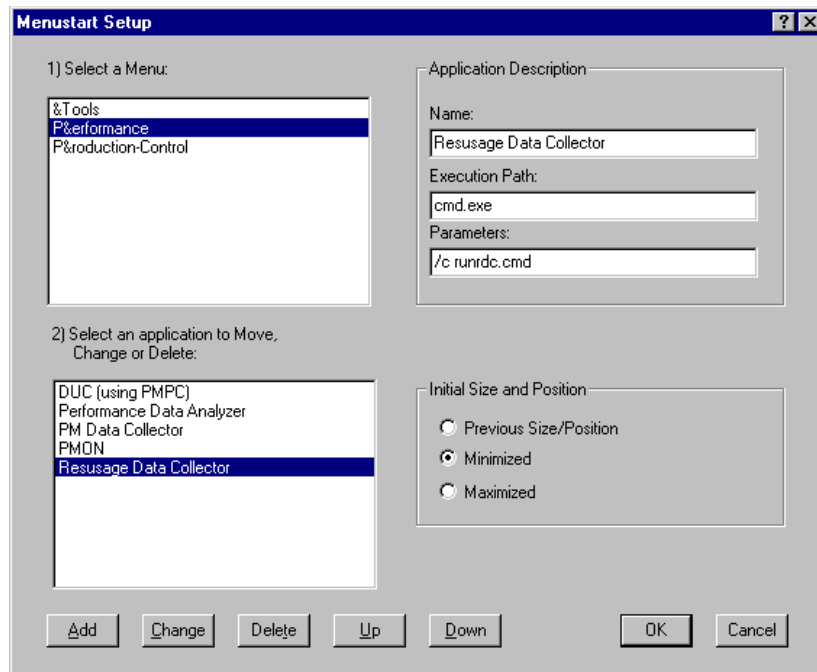 Menustart Setup
1) Select a Menu:
&Tools
P&erformance
P&roduction-Control
Application Description
Name:
Resusage Data Collector
Execution Path:
cmd.exe
Parameters:
/c runrdc.cmd
2) Select an application to Move,
Change or Delete:
DUC (using PMPC)
Performance Data Analyzer
PM Data Collector
PMON
Resusage Data Collector
Initial Size and Position
Previous Size/Position
Minimized
Maximized
Add Change Delete Up Down OK Cancel